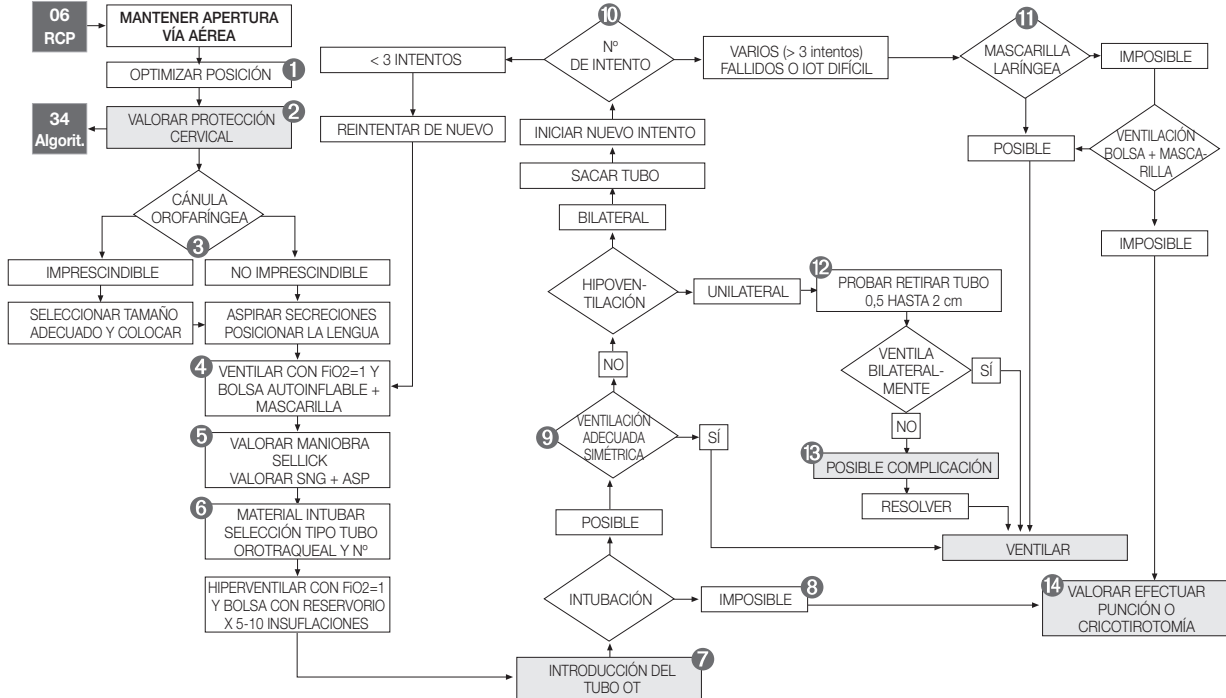 06
RCP
MANTENER APERTURA
VÍA AÉREA
1
OPTIMIZAR POSICIÓN
34
Algorit.
2
VALORAR PROTECCIÓN
CERVICAL
CÁNULA
OROFARÍNGEA
3
IMPRESCINDIBLE
NO IMPRESCINDIBLE
SELECCIONAR TAMAÑO
ADECUADO Y COLOCAR
ASPIRAR SECRECIONES
POSICIONAR LA LENGUA
4
VENTILAR CON FiO2=1 Y
BOLSA AUTOINFLABLE +
MASCARILLA
5
VALORAR MANIOBRA
SELLICK
VALORAR SNG + ASP
6
MATERIAL INTUBAR
SELECCIÓN TIPO TUBO
OROTRAQUEAL Y Nº
HIPERVENTILAR CON FiO2=1
Y BOLSA CON RESERVORIO
X 5-10 INSUFLACIONES
7
INTRODUCCIÓN DEL
TUBO OT
INTUBACIÓN
IMPOSIBLE
8
POSIBLE
9
VENTILACIÓN
ADECUADA
SIMÉTRICA
SÍ
NO
HIPOVEN-
TILACIÓN
UNILATERAL
BILATERAL
SACAR TUBO
INICIAR NUEVO INTENTO
10
Nº
DE INTENTO
< 3 INTENTOS
REINTENTAR DE NUEVO
VARIOS (> 3 intentos)
FALLIDOS O IOT DIFÍCIL
11
MASCARILLA
LARÍNGEA
IMPOSIBLE
POSIBLE
VENTILACIÓN
BOLSA + MASCA-
RILLA
IMPOSIBLE
12
PROBAR RETIRAR TUBO
0,5 HASTA 2 cm
VENTILA
BILATERAL-
MENTE
SÍ
NO
13
POSIBLE COMPLICACIÓN
RESOLVER
VENTILAR
14
VALORAR EFECTUAR
PUNCIÓN O
CRICOTIROTOMÍA